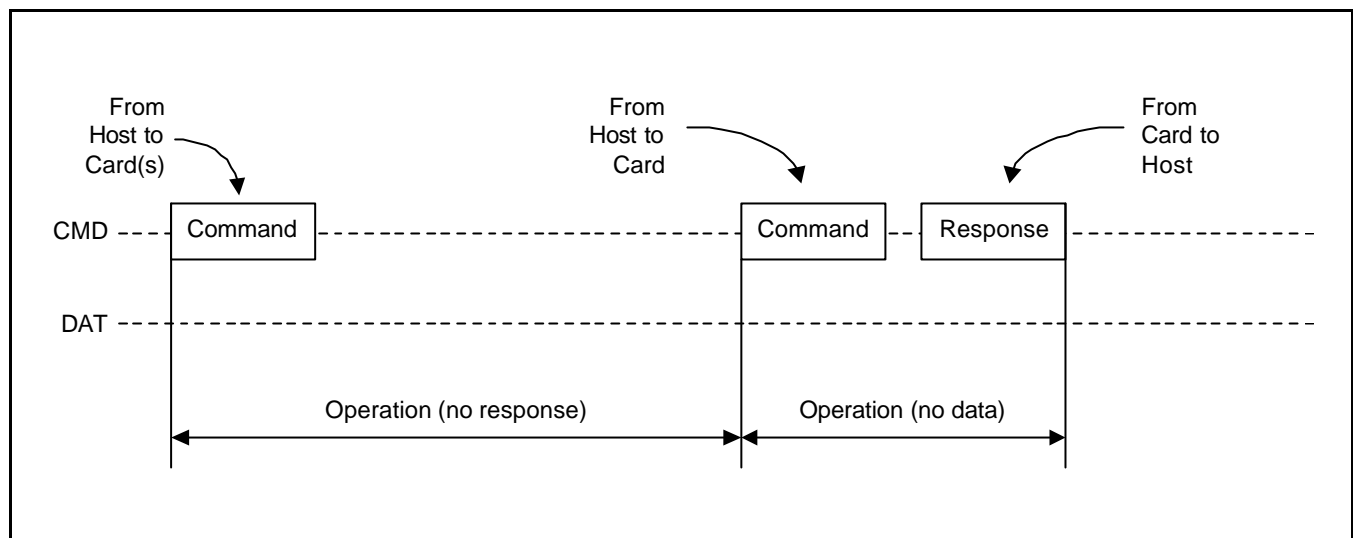 From
Host to
Card(s)
From
Host to
Card
From
Card to
Host
CMD
Command
Command
Response
DAT
Operation (no response)
Operation (no data)